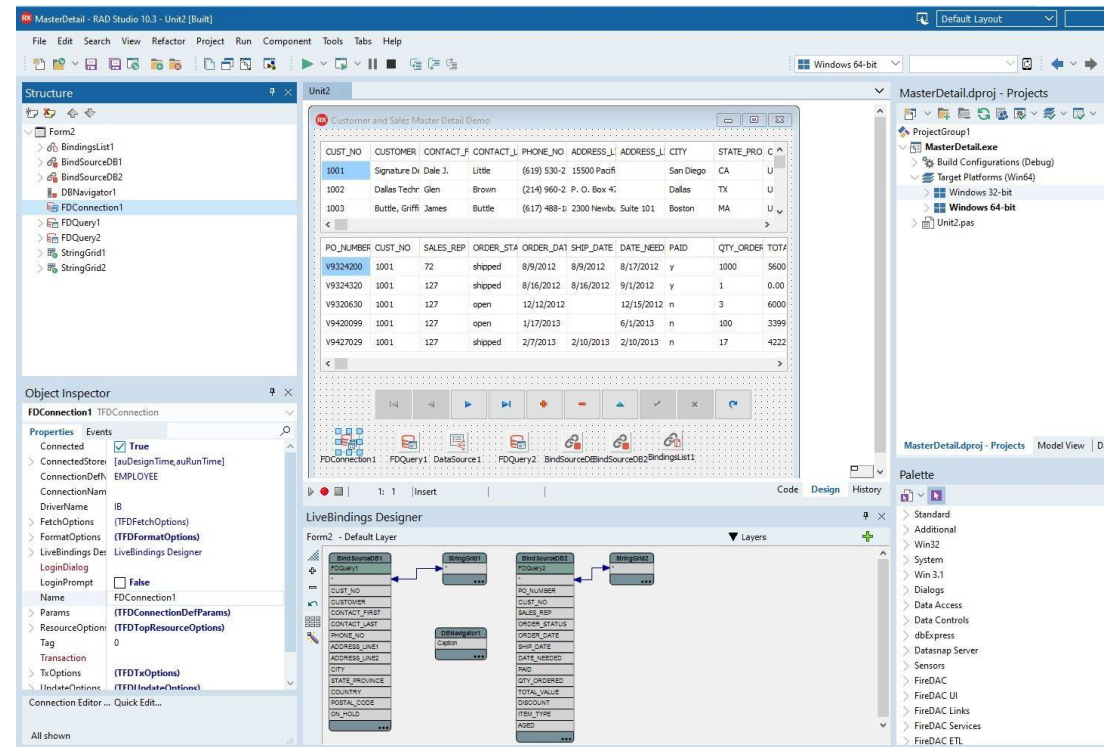 MasterDetail - RAD Studio 10.3 - Unit2 [Built]
Default Layout
File Edit Search View Refactor Project Run Component Tools Tabs Help
Windows 64-bit
Structure
Form2
BindingsList1
BindSourceDB1
BindSourceDB2
DBNavigator1
FDConnection1
FDQuery1
FDQuery2
StringGrid1
StringGrid2
Object Inspector
FDConnection1 TFDConnection
Properties Events
Connected True
ConnectedStored [auDesignTime,auRunTime]
ConnectionDefN EMPLOYEE
ConnectionNam
DriverName IB
FetchOptions (TFDFetchOptions)
FormatOptions (TFDFormatOptions)
LiveBindings Des LiveBindings Designer
LoginDialog
LoginPrompt False
Name FDConnection1
Params (TFDConnectionDefParams)
ResourceOptions (TFDTopResourceOptions)
Tag 0
Transaction
TxOptions (TFDTxOptions)
UpdateOptions (TFDUpdateOptions)
Connection Editor ... Quick Edit...
All shown
Unit2
Customer and Sales Master Detail Demo
CUST_NO CUSTOMER CONTACT_F CONTACT_L PHONE_NO ADDRESS_L ADDRESS_L CITY STATE_PRO C
1001 Signature De Dale J. Little (619) 530-2 15500 Pacifi San Diego CA U
1002 Dallas Techn Glen Brown (214) 960-2 P. O. Box 47 Dallas TX U
1003 Buttle, Griffi James Buttle (617) 488-18 2300 Newbu Suite 101 Boston MA U
PO_NUMBER CUST_NO SALES_REP ORDER_STA ORDER_DAT SHIP_DATE DATE_NEED PAID QTY_ORDER TOTA
V9324200 1001 72 shipped 8/9/2012 8/9/2012 8/17/2012 y 1000 5600
V9324320 1001 127 shipped 8/16/2012 8/16/2012 9/1/2012 y 1 0.00
V9320630 1001 127 open 12/12/2012 12/15/2012 n 3 6000
V9420099 1001 127 open 1/17/2013 6/1/2013 n 100 3399
V9427029 1001 127 shipped 2/7/2013 2/10/2013 2/10/2013 n 17 4222
FDConnection1 FDQuery1 DataSource1 FDQuery2 BindSourceDB BindSourceDB2 BindingsList1
1: 1 Insert
Code Design History
LiveBindings Designer
Form2 - Default Layer
Layers
BindSourceDB1
FDQuery1
*
CUST_NO
CUSTOMER
CONTACT_FIRST
CONTACT_LAST
PHONE_NO
ADDRESS_LINE1
ADDRESS_LINE2
CITY
STATE_PROVINCE
COUNTRY
POSTAL_CODE
ON_HOLD
StringGrid1
*
DBNavigator1
Caption
BindSourceDB2
FDQuery2
*
PO_NUMBER
CUST_NO
SALES_REP
ORDER_STATUS
ORDER_DATE
SHIP_DATE
DATE_NEEDED
PAID
QTY_ORDERED
TOTAL_VALUE
DISCOUNT
ITEM_TYPE
AGED
StringGrid2
*
MasterDetail.dproj - Projects
ProjectGroup1
MasterDetail.exe
Build Configurations (Debug)
Target Platforms (Win64)
Windows 32-bit
Windows 64-bit
Unit2.pas
MasterDetail.dproj - Projects Model View D
Palette
Standard
Additional
Win32
System
Win 3.1
Dialogs
Data Access
Data Controls
dbExpress
Datasnap Server
Sensors
FireDAC
FireDAC UI
FireDAC Links
FireDAC Services
FireDAC ETL